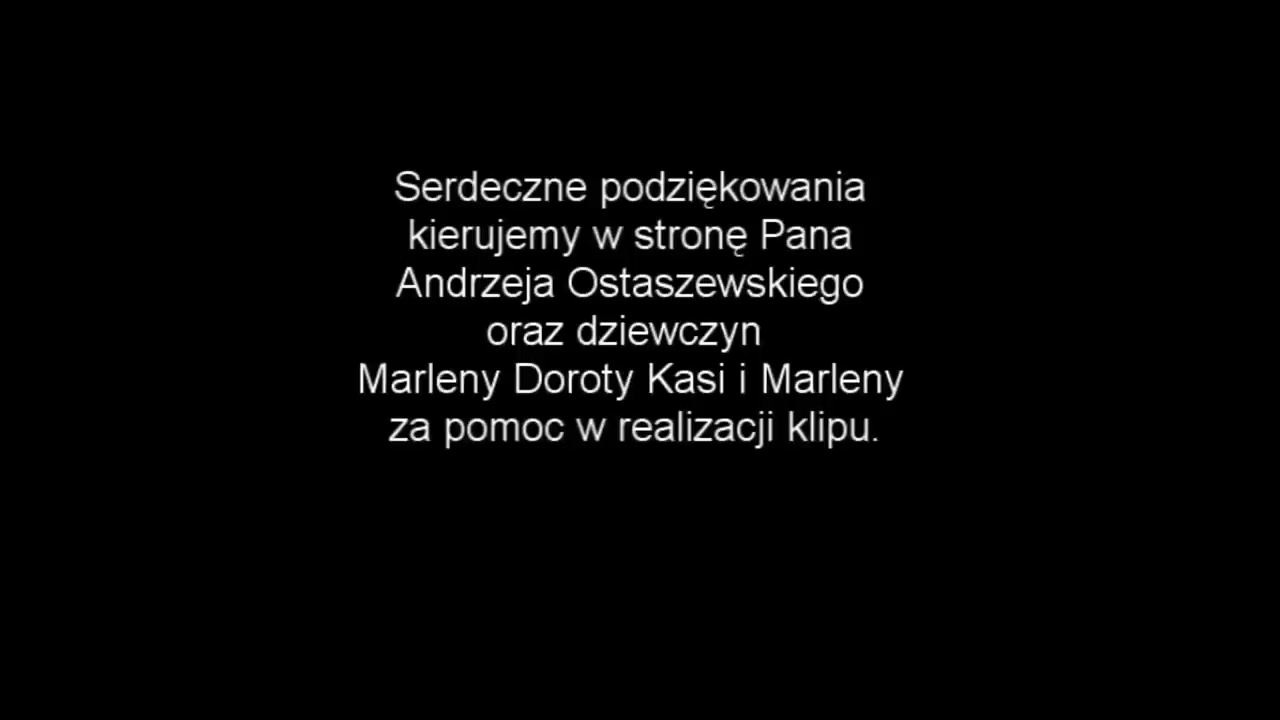 Serdeczne podziękowania
kierujemy w stronę Pana
Andrzeja Ostaszewskiego
oraz dziewczyn
Marleny Doroty Kasi i Marleny
za pomoc w realizacji klipu.